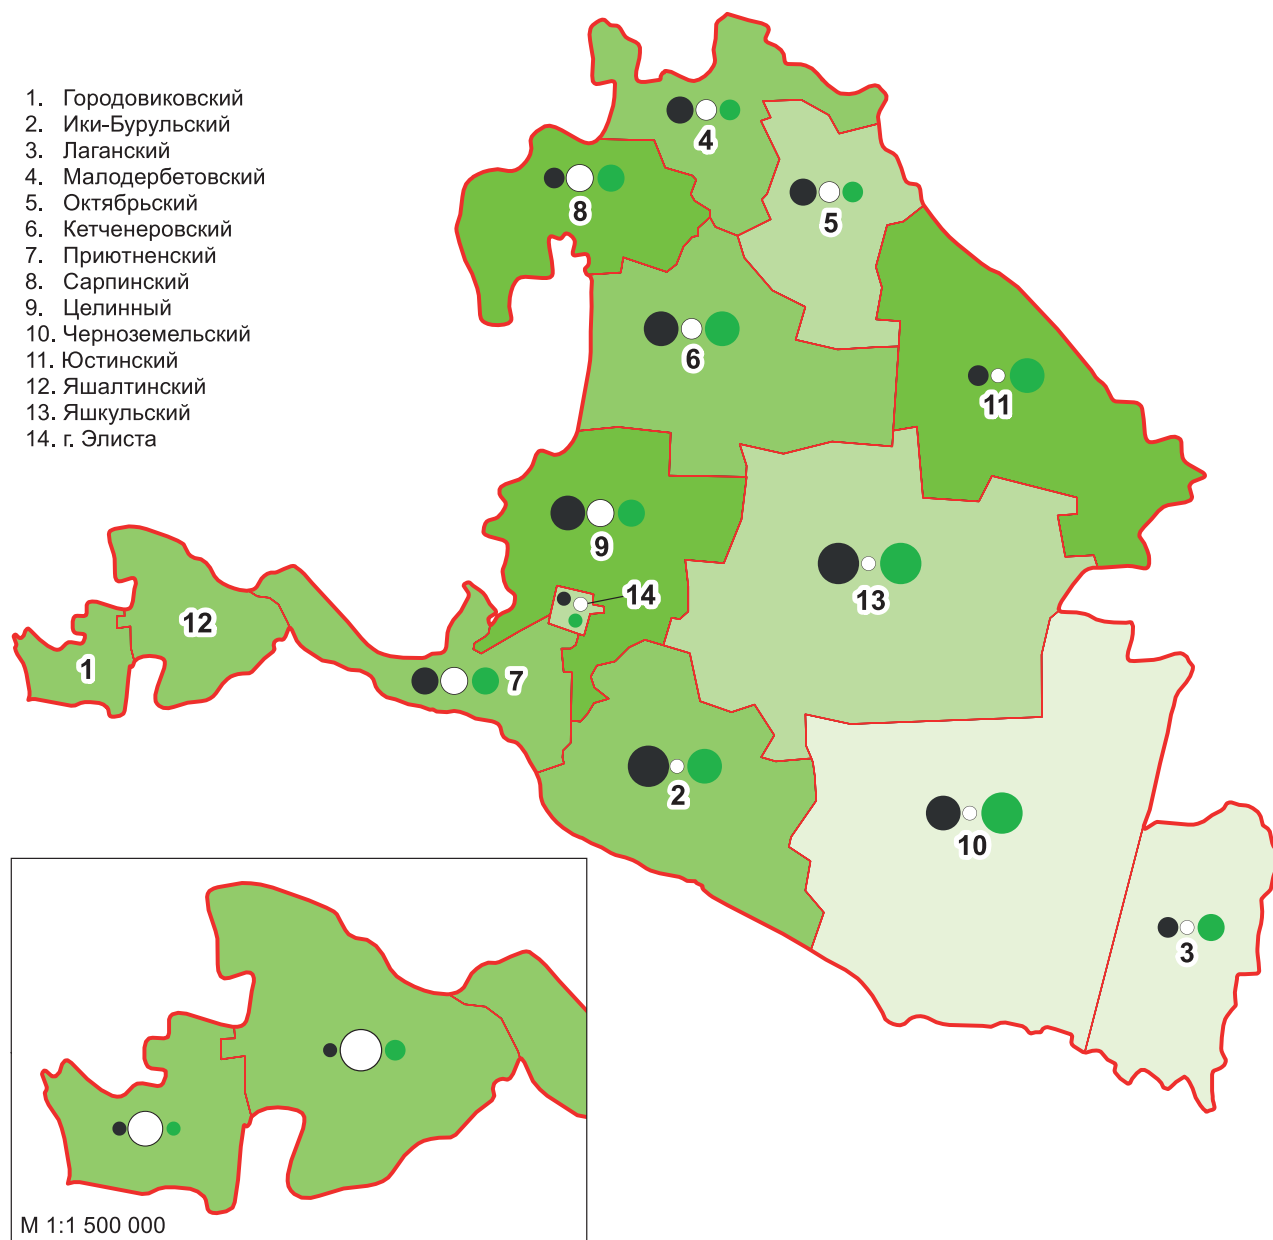 1. Городовиковский
2. Ики-Бурульский
3. Лаганский
4. Малодербетовский
5. Октябрьский
6. Кетченеровский
7. Приютненский
8. Сарпинский
9. Целинный
10. Черноземельский
11. Юстинский
12. Яшалтинский
13. Яшкульский
14. г. Элиста
4
8
5
6
11
9
14
13
12
1
7
2
10
3
М 1:1 500 000